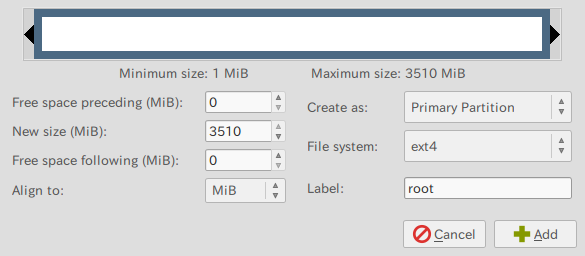 Minimum size: 1 MiB Maximum size: 3510 MiB
Free space preceding (MiB): 0
New size (MiB): 3510
Free space following (MiB): 0
Align to: MiB
Create as: Primary Partition
File system: ext4
Label: root
Cancel Add